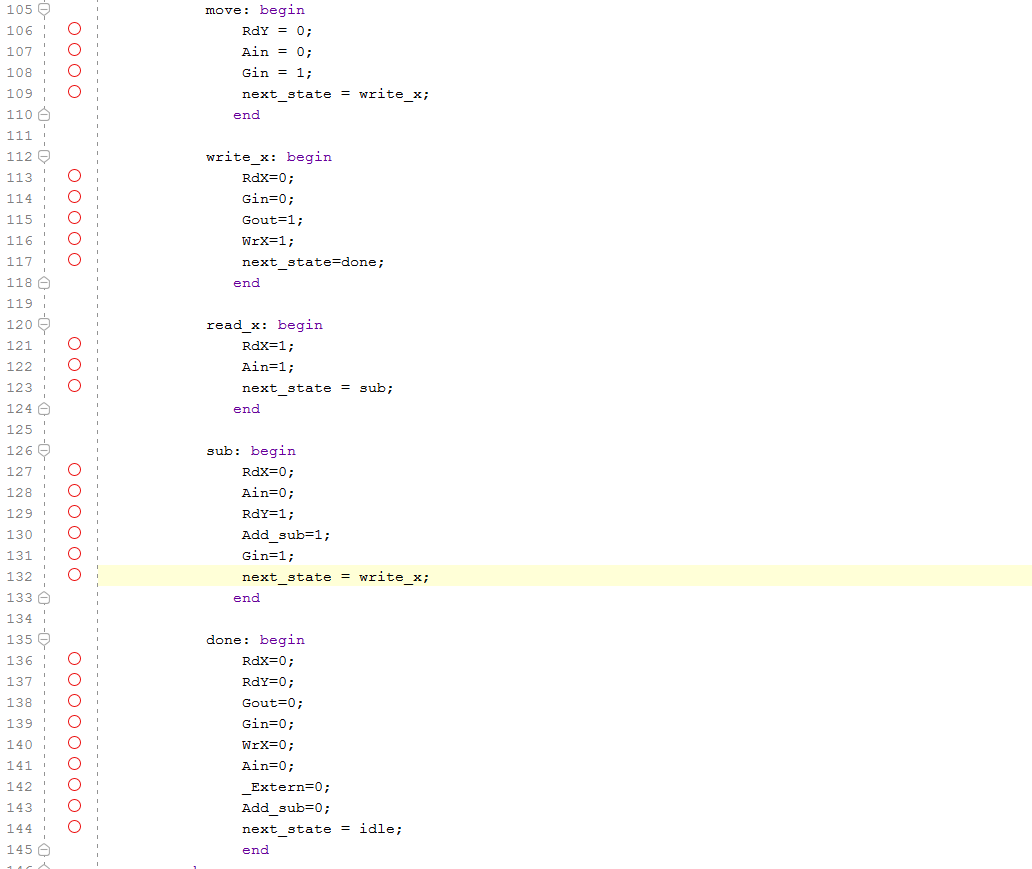 105 move: begin
106 RdY = 0;
107 Ain = 0;
108 Gin = 1;
109 next_state = write_x;
110 end
111
112 write_x: begin
113 RdX=0;
114 Gin=0;
115 Gout=1;
116 WrX=1;
117 next_state=done;
118 end
119
120 read_x: begin
121 RdX=1;
122 Ain=1;
123 next_state = sub;
124 end
125
126 sub: begin
127 RdX=0;
128 Ain=0;
129 RdY=1;
130 Add_sub=1;
131 Gin=1;
132 next_state = write_x;
133 end
134
135 done: begin
136 RdX=0;
137 RdY=0;
138 Gout=0;
139 Gin=0;
140 WrX=0;
141 Ain=0;
142 _Extern=0;
143 Add_sub=0;
144 next_state = idle;
145 end